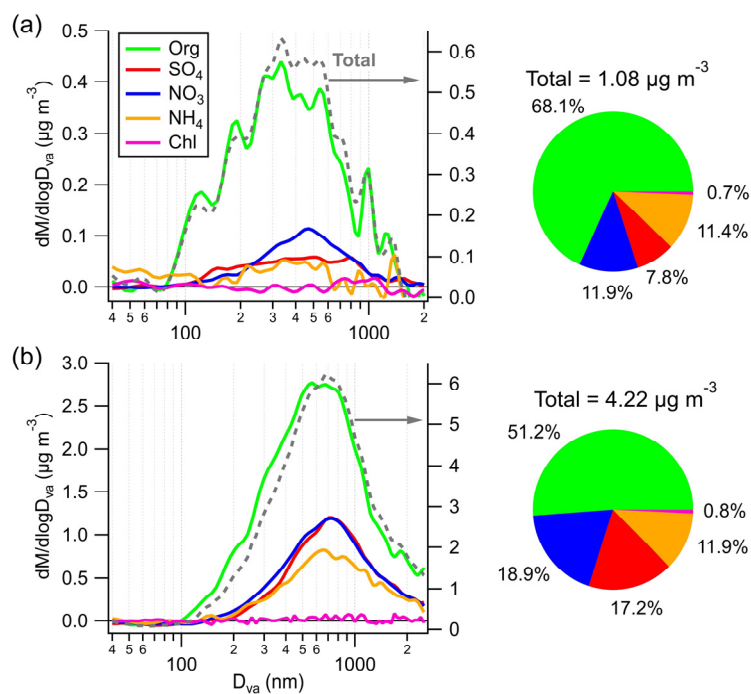 (a)
0.5
0.4
0.3
0.2
0.1
0.0
dM/dlogDva (µg m-3)
Org
SO4
NO3
NH4
Chl
Total
0.6
0.5
0.4
0.3
0.2
0.1
0.0
4 5 6 100 2 3 4 5 6 1000 2
Total = 1.08 µg m-3
68.1%
0.7%
11.4%
7.8%
11.9%
(b)
3.0
2.5
2.0
1.5
1.0
0.5
0.0
dM/dlogDva (µg m-3)
6
5
4
3
2
1
0
4 5 6 100 2 3 4 5 6 1000 2
Dva (nm)
Total = 4.22 µg m-3
51.2%
0.8%
11.9%
17.2%
18.9%